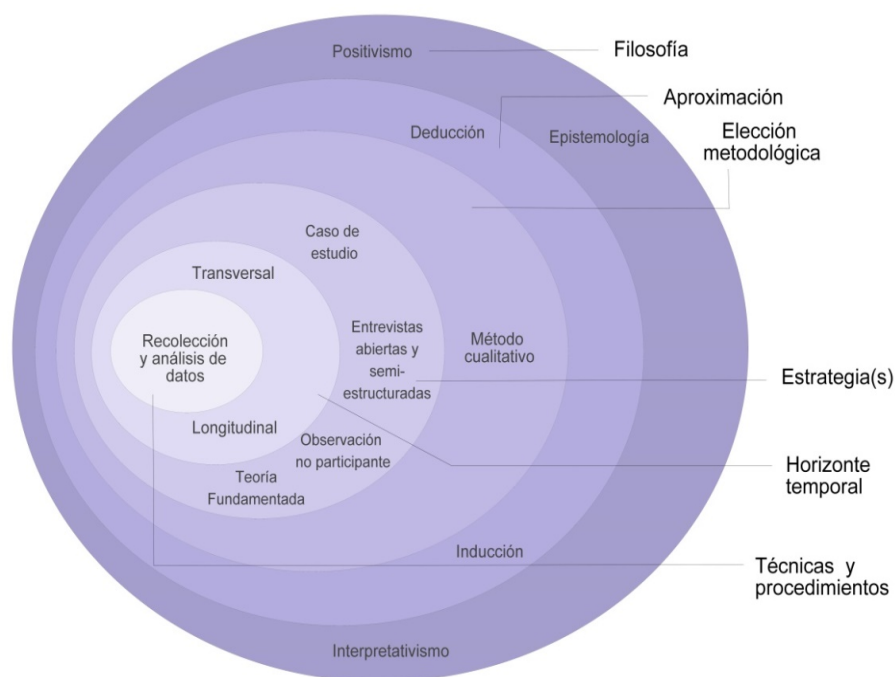 Positivismo
Filosofía
Aproximación
Deducción
Epistemología
Elección
metodológica
Caso de
estudio
Transversal
Recolección
y análisis de
datos
Entrevistas
abiertas y
semi-
estructuradas
Método
cualitativo
Estrategia(s)
Longitudinal
Observación
no participante
Teoría
Fundamentada
Horizonte
temporal
Inducción
Técnicas y
procedimientos
Interpretativismo